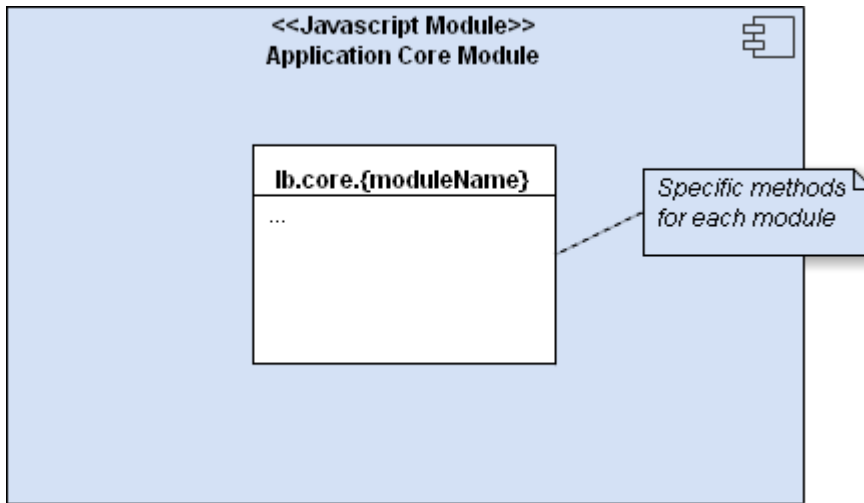 <<Javascript Module>>
Application Core Module
lb.core.{moduleName}
...
Specific methods
for each module